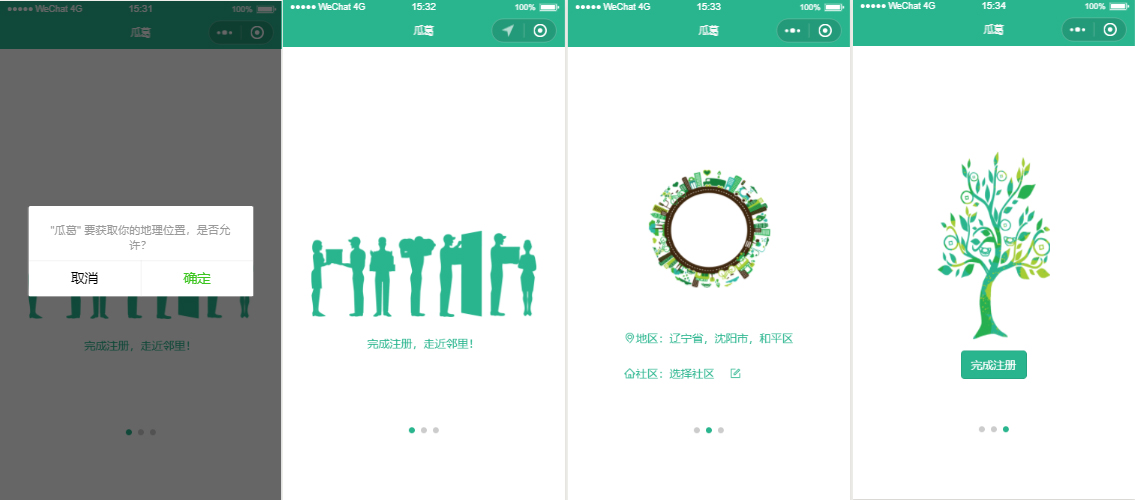 ●●●●● WeChat 4G 15:31 100%
瓜葛
"瓜葛" 要获取你的地理位置，是否允
许？
取消 确定
完成注册，走近邻里！
●●●●● WeChat 4G 15:32 100%
瓜葛
完成注册，走近邻里！
●●●●● WeChat 4G 15:33 100%
瓜葛
地区：辽宁省，沈阳市，和平区
社区：选择社区
●●●●● WeChat 4G 15:34 100%
瓜葛
完成注册